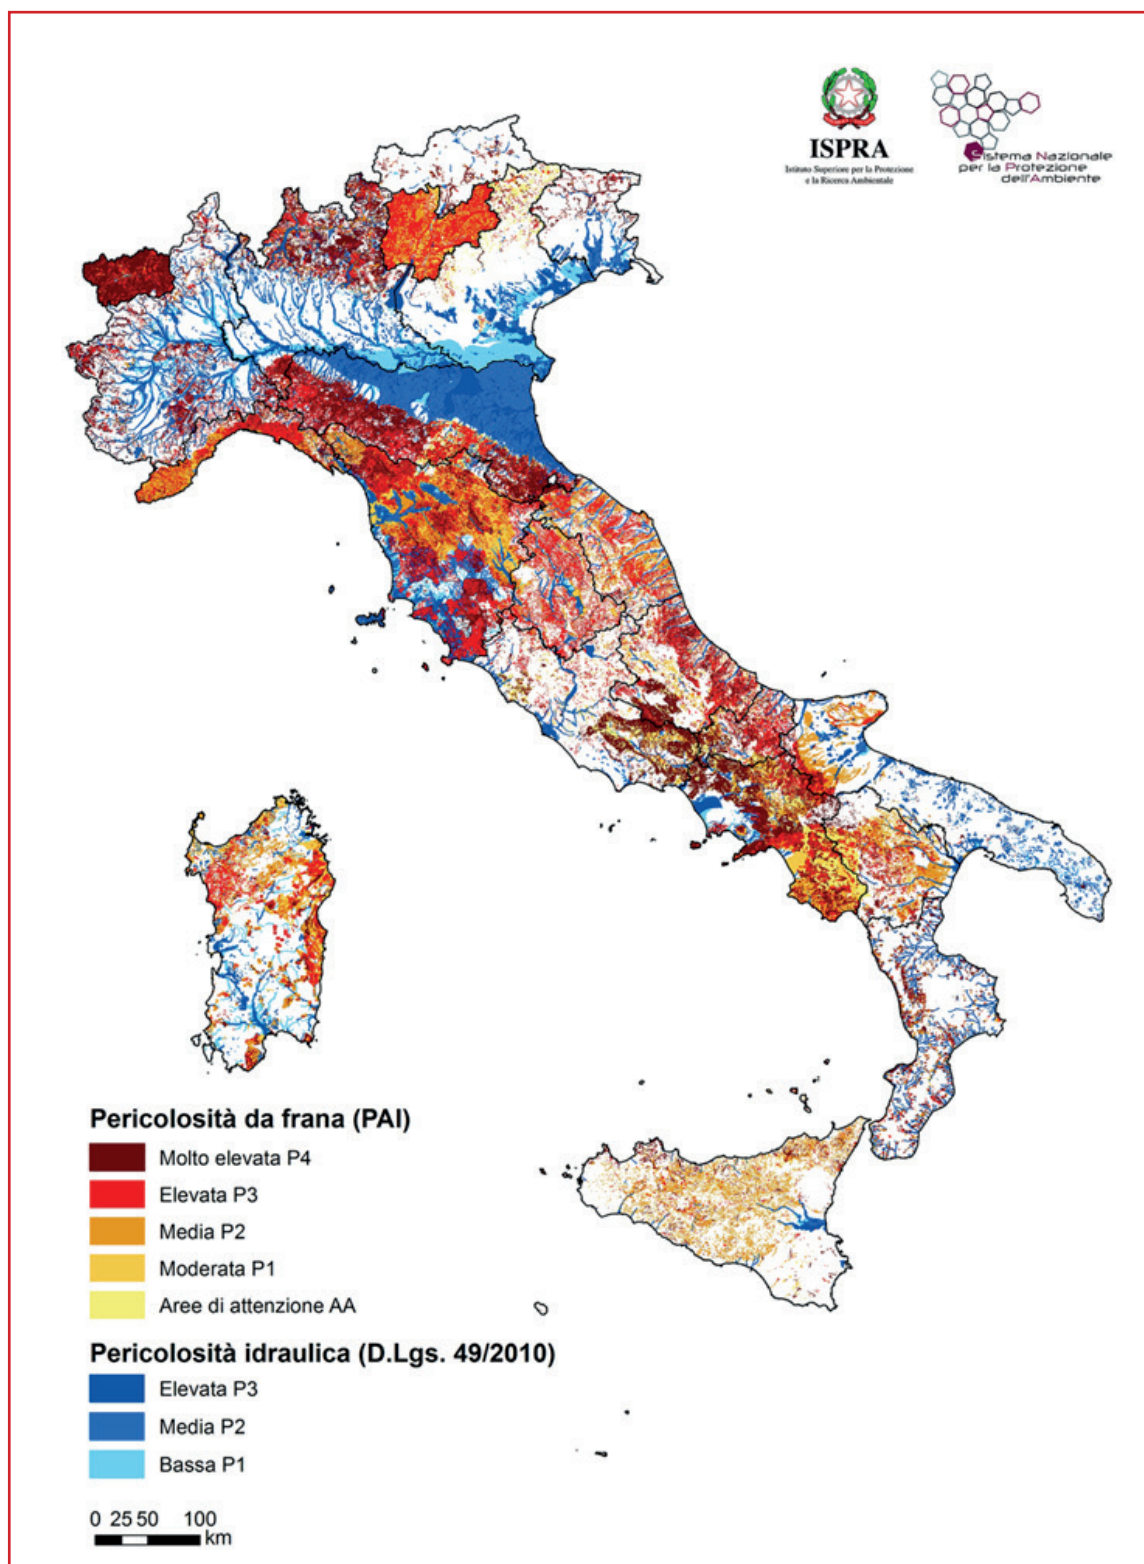 ISPRA
Istituto Superiore per la Protezione
e la Ricerca Ambientale
Sistema Nazionale
per la Protezione
dell'Ambiente
Pericolosità da frana (PAI)
Molto elevata P4
Elevata P3
Media P2
Moderata P1
Aree di attenzione AA
Pericolosità idraulica (D.Lgs. 49/2010)
Elevata P3
Media P2
Bassa P1
0 25 50 100
km